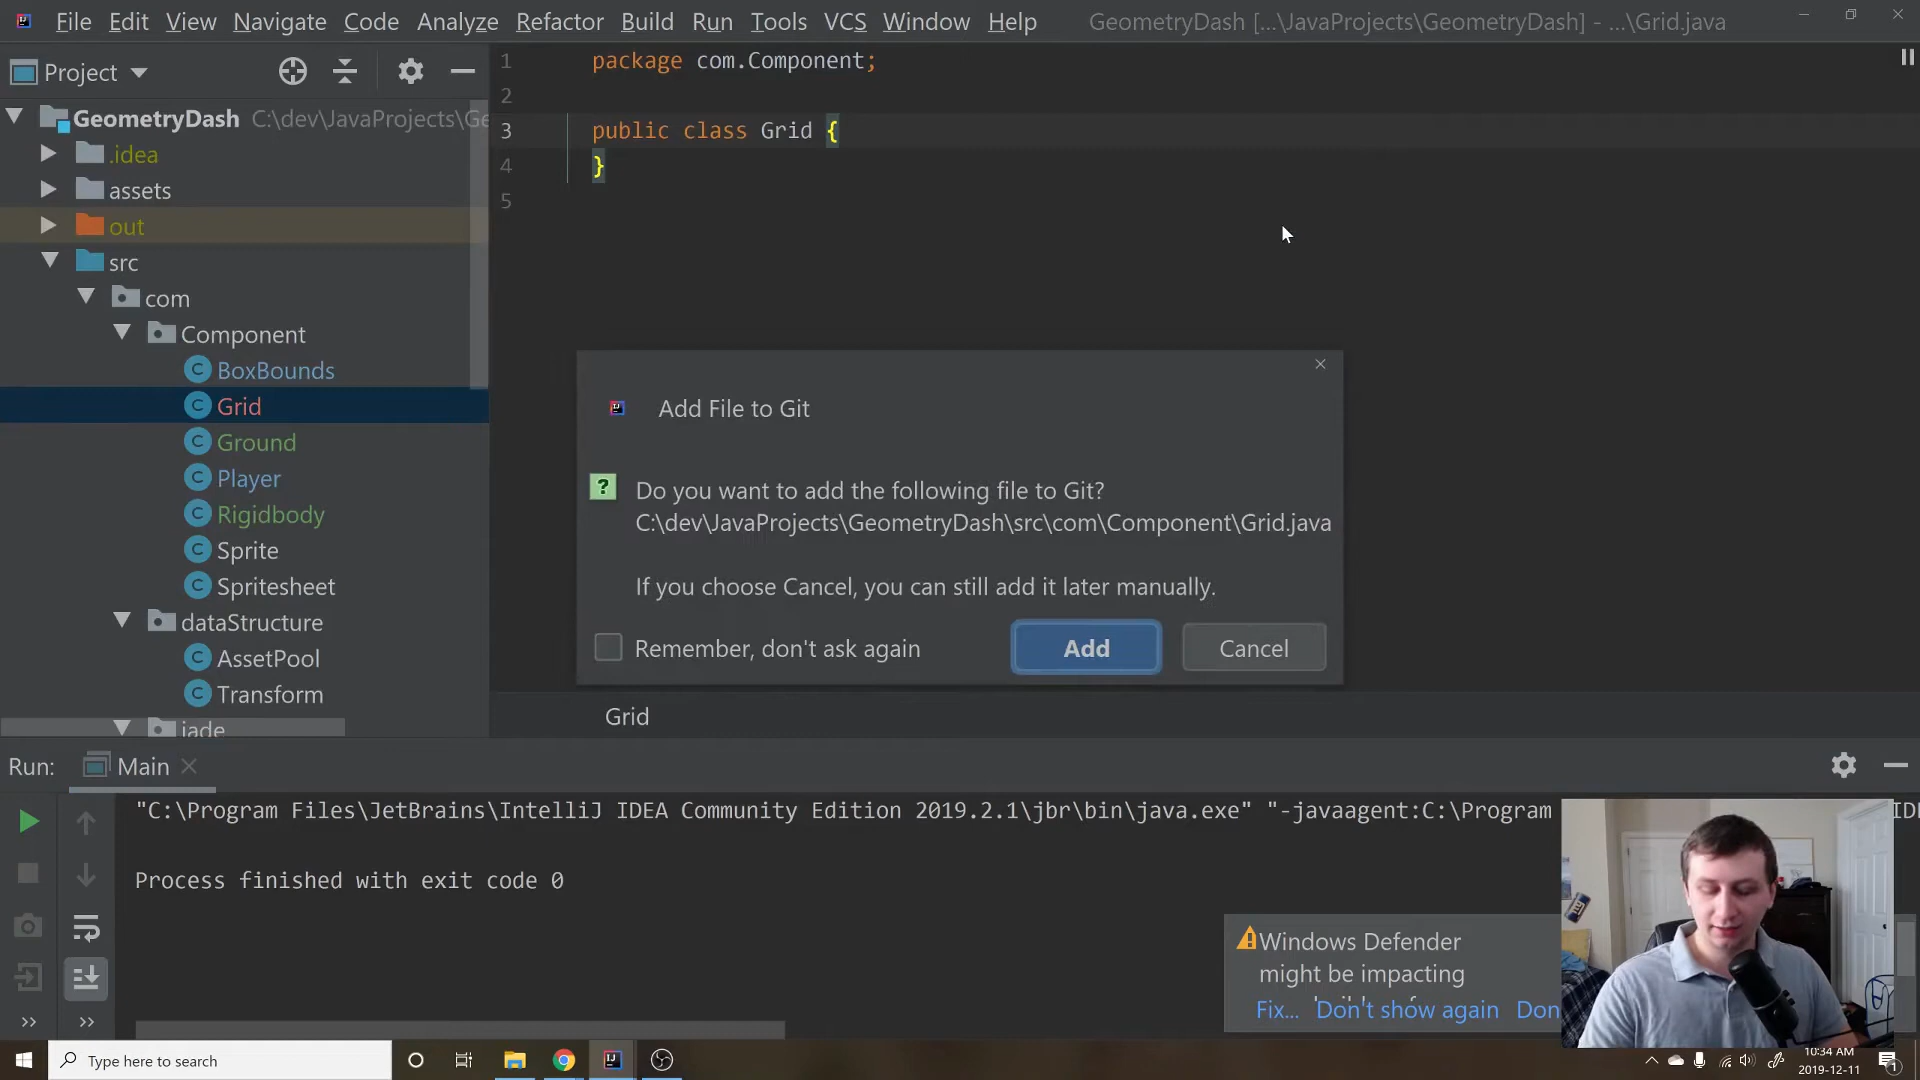 File Edit View Navigate Code Analyze Refactor Build Run Tools VCS Window Help GeometryDash [...\JavaProjects\GeometryDash] - ...\Grid.java
Project
GeometryDash C:\dev\JavaProjects\Ge
.idea
assets
out
src
com
Component
BoxBounds
Grid
Ground
Player
Rigidbody
Sprite
Spritesheet
dataStructure
AssetPool
Transform
jade
1 package com.Component;
2
3 public class Grid {
4 }
5
Add File to Git
Do you want to add the following file to Git?
C:\dev\JavaProjects\GeometryDash\src\com\Component\Grid.java
If you choose Cancel, you can still add it later manually.
Remember, don't ask again
Add
Cancel
Grid
Run: Main
"C:\Program Files\JetBrains\IntelliJ IDEA Community Edition 2019.2.1\jbr\bin\java.exe" "-javaagent:C:\Program
Process finished with exit code 0
Windows Defender
might be impacting
Fix... Don't show again Don
Type here to search
10:34 AM
2019-12-11